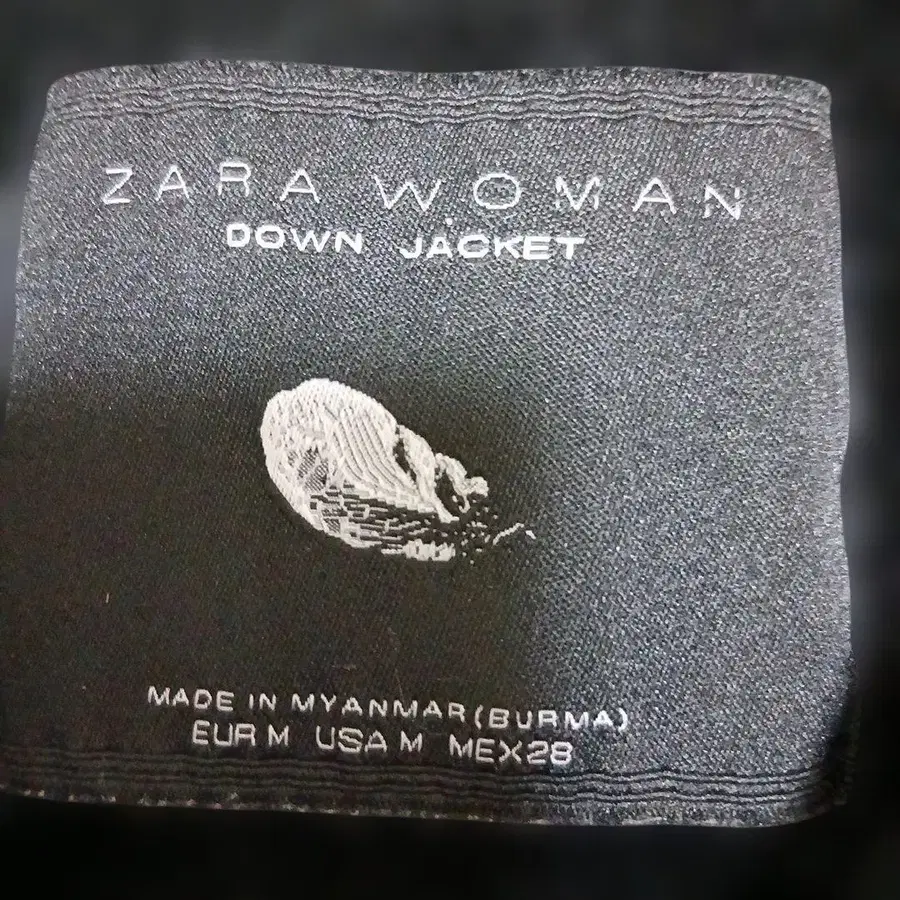 ZARA WOMAN
DOWN JACKET
MADE IN MYANMAR(BURMA)
EUR M USA M MEX28